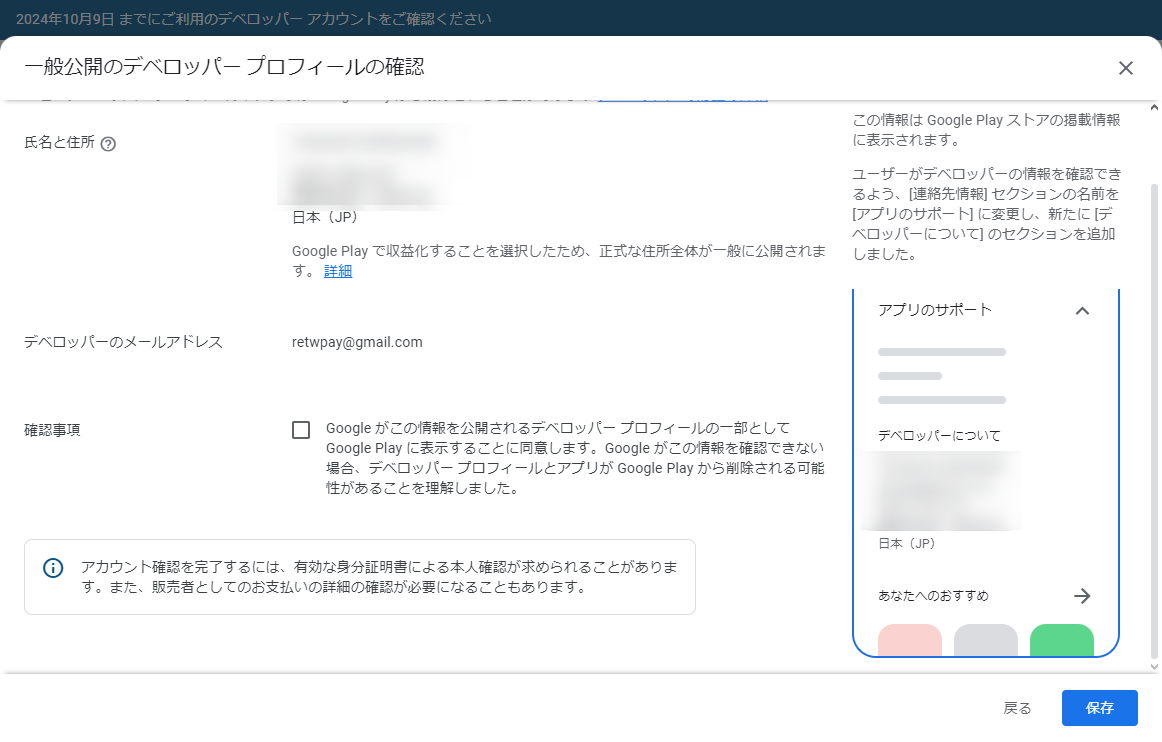 2024年10月9日 までにご利用のデベロッパー アカウントをご確認ください
一般公開のデベロッパー プロフィールの確認
氏名と住所
日本（JP）
Google Play で収益化することを選択したため、正式な住所全体が一般に公開されま
す。 詳細
デベロッパーのメールアドレス
retwpay@gmail.com
確認事項
Google がこの情報を公開されるデベロッパー プロフィールの一部として
Google Play に表示することに同意します。Google がこの情報を確認できない
場合、デベロッパー プロフィールとアプリが Google Play から削除される可能
性があることを理解しました。
アカウント確認を完了するには、有効な身分証明書による本人確認が求められることがありま
す。また、販売者としてのお支払いの詳細の確認が必要になることもあります。
この情報は Google Play ストアの掲載情報
に表示されます。
ユーザーがデベロッパーの情報を確認でき
るよう、[連絡先情報] セクションの名前を
[アプリのサポート] に変更し、新たに [デ
ベロッパーについて] のセクションを追加
しました。
アプリのサポート
デベロッパーについて
日本（JP）
あなたへのおすすめ
戻る
保存